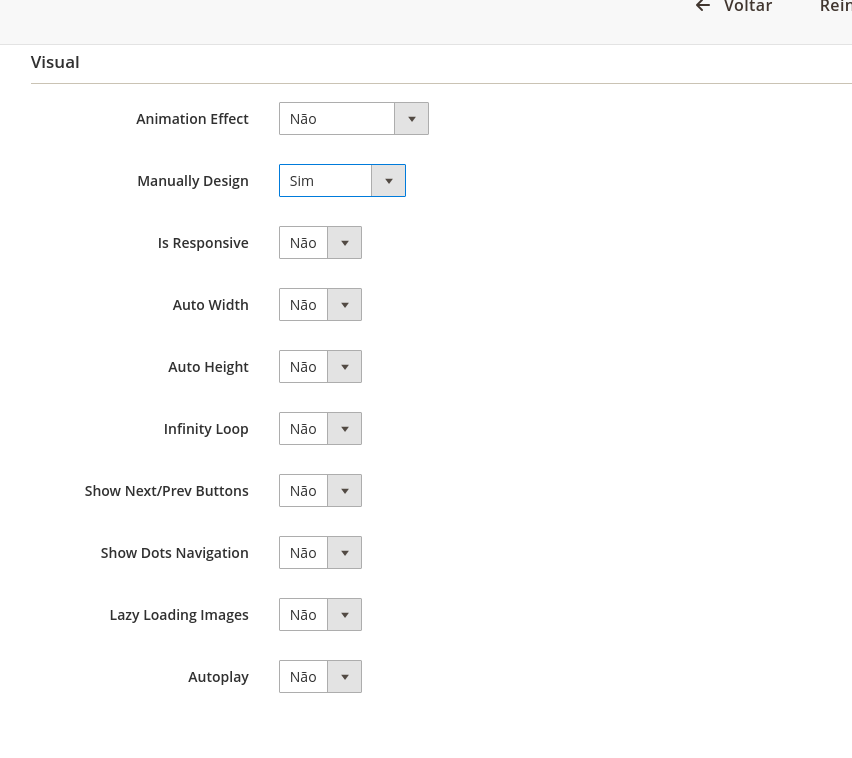 Voltar
Visual
Animation Effect Não
Manually Design Sim
Is Responsive Não
Auto Width Não
Auto Height Não
Infinity Loop Não
Show Next/Prev Buttons Não
Show Dots Navigation Não
Lazy Loading Images Não
Autoplay Não